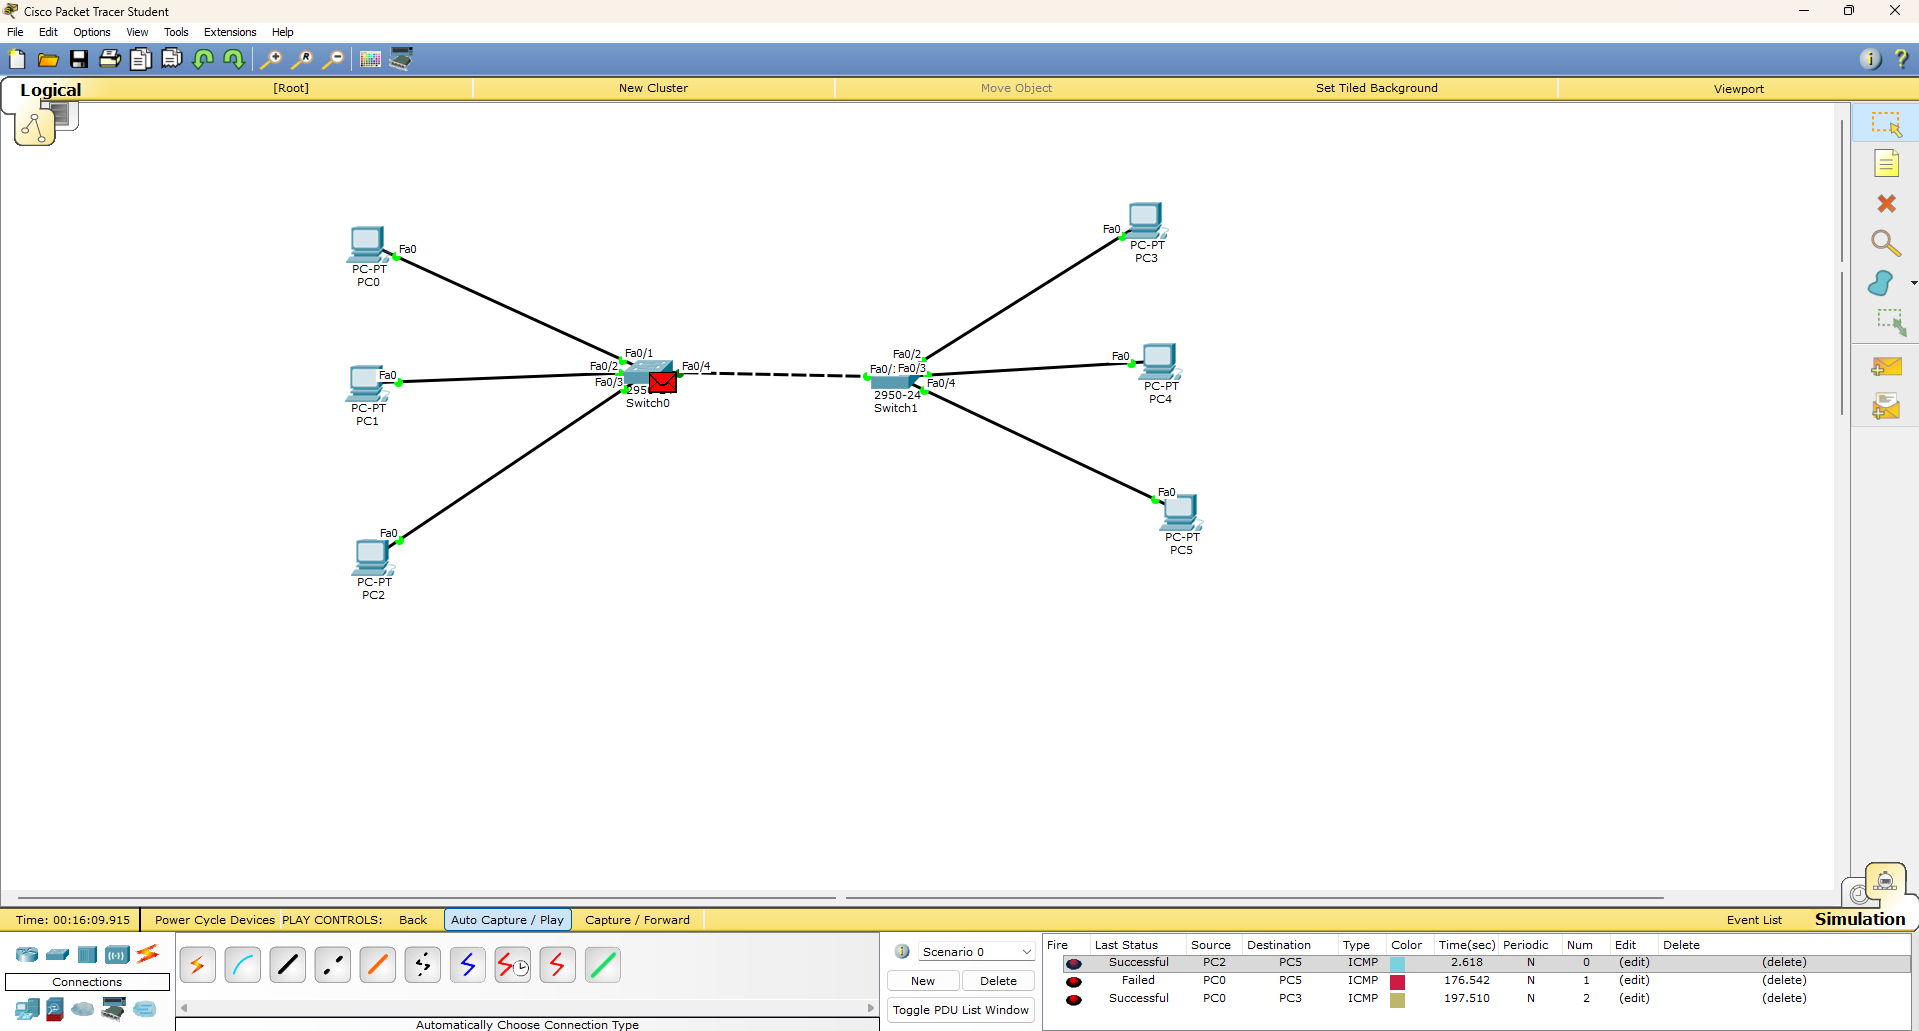 Cisco Packet Tracer Student
File Edit Options View Tools Extensions Help
Logical [Root] New Cluster Move Object Set Tiled Background Viewport
Fa0
PC-PT
PC0
Fa0
PC-PT
PC1
Fa0
PC-PT
PC2
Fa0/1
Fa0/2
Fa0/3
Fa0/4
Switch0
Fa0/2
Fa0/3
Fa0/4
2950-24
Switch1
Fa0
PC-PT
PC3
Fa0
PC-PT
PC4
Fa0
PC-PT
PC5
Time: 00:16:09.915 Power Cycle Devices PLAY CONTROLS: Back Auto Capture / Play Capture / Forward Event List Simulation
Connections
Automatically Choose Connection Type
Scenario 0
New Delete
Toggle PDU List Window
Fire Last Status Source Destination Type Color Time(sec) Periodic Num Edit Delete
Successful PC2 PC5 ICMP 2.618 N 0 (edit) (delete)
Failed PC0 PC5 ICMP 176.542 N 1 (edit) (delete)
Successful PC0 PC3 ICMP 197.510 N 2 (edit) (delete)